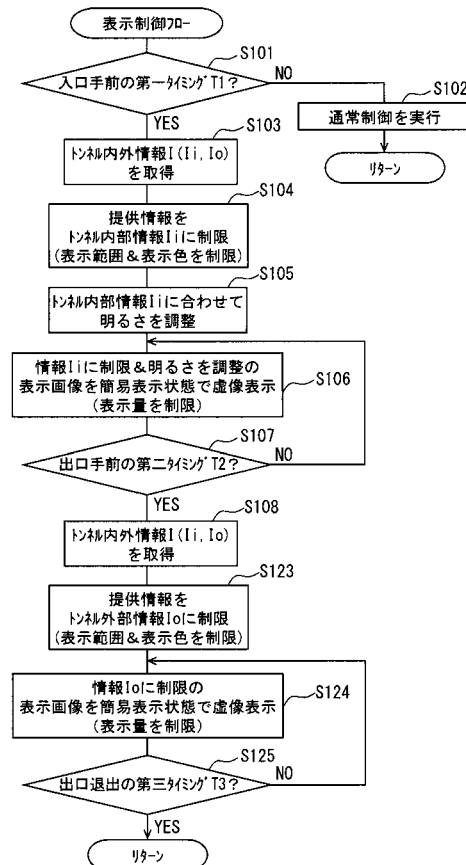 表示制御フロー
S101
入口手前の第一タイミングT1?
NO
S102
通常制御を実行
リターン
YES
S103
トンネル内外情報I(Ii, Io)
を取得
S104
提供情報を
トンネル内部情報Iiに制限
(表示範囲&表示色を制限)
S105
トンネル内部情報Iiに合わせて
明るさを調整
情報Iiに制限&明るさを調整の
表示画像を簡易表示状態で虚像表示
(表示量を制限)
S106
S107
出口手前の第二タイミングT2?
NO
YES
S108
トンネル内外情報I(Ii, Io)
を取得
S123
提供情報を
トンネル外部情報Ioに制限
(表示範囲&表示色を制限)
情報Ioに制限の
表示画像を簡易表示状態で虚像表示
(表示量を制限)
S124
S125
出口退出の第三タイミングT3?
NO
YES
リターン